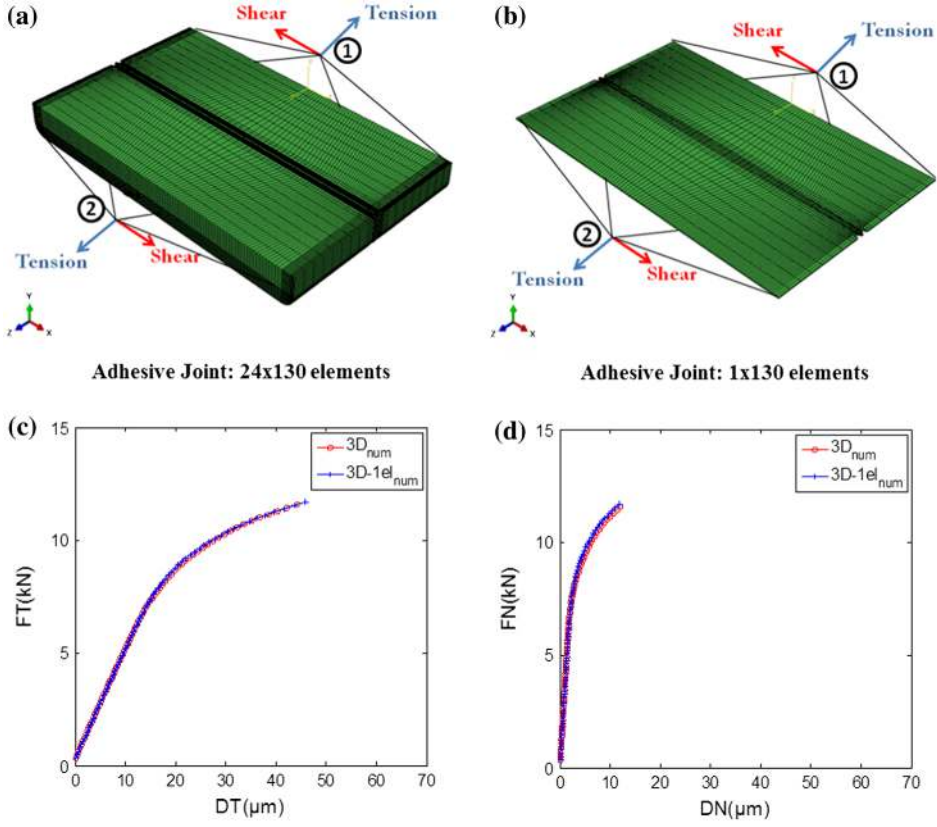 (a)
Shear
1
Tension
2
Tension
Shear
Y
Z
X
Adhesive Joint: 24x130 elements
(b)
Shear
1
Tension
2
Tension
Shear
Y
Z
X
Adhesive Joint: 1x130 elements
(c)
15
10
5
0
FT(kN)
3D_num
3D-1el_num
0 10 20 30 40 50 60 70
DT(µm)
(d)
15
10
5
0
FN(kN)
3D_num
3D-1el_num
0 10 20 30 40 50 60 70
DN(µm)